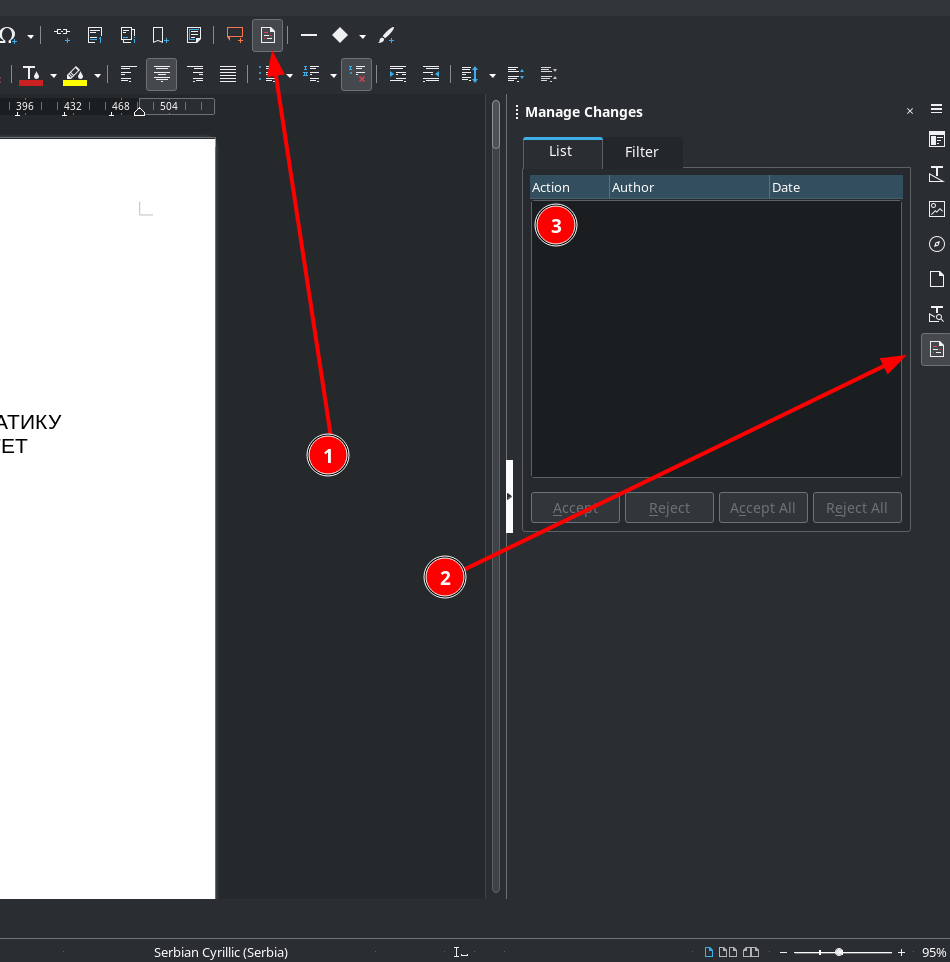 396 432 468 504
Manage Changes
List Filter
Action Author Date
3
АТИКУ
ЕТ
1
Accept Reject Accept All Reject All
2
Serbian Cyrillic (Serbia) 95%